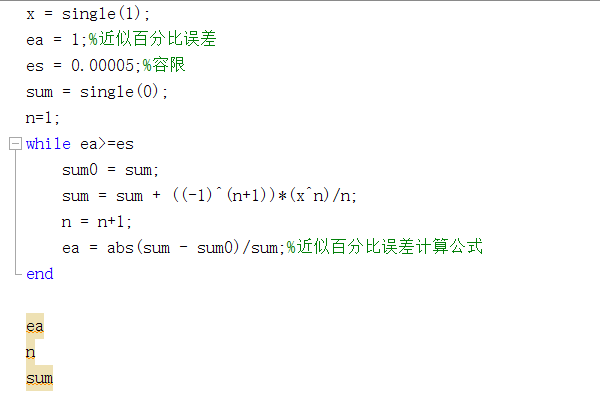 x = single(1);
ea = 1;%近似百分比误差
es = 0.00005;%容限
sum = single(0);
n=1;
while ea>=es
    sum0 = sum;
    sum = sum + ((-1)^(n+1))*(x^n)/n;
    n = n+1;
    ea = abs(sum - sum0)/sum;%近似百分比误差计算公式
end
ea
n
sum